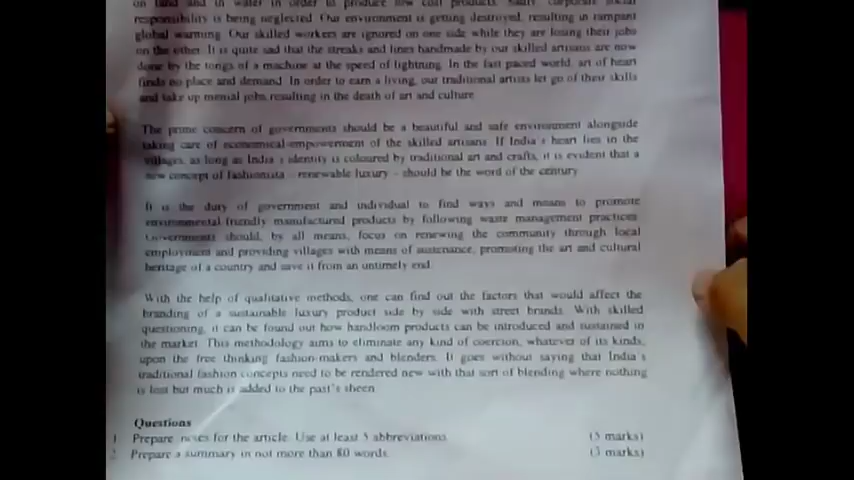 on land and in water in order to produce low cost products. Sadly, corporate social
responsibility is being neglected. Our environment is getting destroyed, resulting in rampant
global warming. Our skilled workers are ignored on one side while they are losing their jobs
on the other. It is quite sad that the streaks and lines handmade by our skilled artisans are now
done by the tongs of a machine at the speed of lightning. In the fast paced world, art of heart
finds no place and demand. In order to earn a living, our traditional artists let go of their skills
and take up menial jobs, resulting in the death of art and culture.
The prime concern of governments should be a beautiful and safe environment alongside
taking care of economical-empowerment of the skilled artisans. If India's heart lies in the
villages, as long as India's identity is coloured by traditional art and crafts, it is evident that a
new concept of fashionista – renewable luxury – should be the word of the century.
It is the duty of government and individual to find ways and means to promote
environmental friendly manufactured products by following waste management practices.
Governments should, by all means, focus on renewing the community through local
employment and providing villages with means of sustenance, promoting the art and cultural
heritage of a country and save it from an untimely end.
With the help of qualitative methods, one can find out the factors that would affect the
branding of a sustainable luxury product side by side with street brands. With skilled
questioning, it can be found out how handloom products can be introduced and sustained in
the market. This methodology aims to eliminate any kind of coercion, whatever of its kinds,
upon the free thinking fashion-makers and blenders. It goes without saying that India's
traditional fashion concepts need to be rendered new with that sort of blending where nothing
is lost but much is added to the past's sheen.
Questions
1 Prepare notes for the article. Use at least 5 abbreviations. (5 marks)
2 Prepare a summary in not more than 80 words. (3 marks)